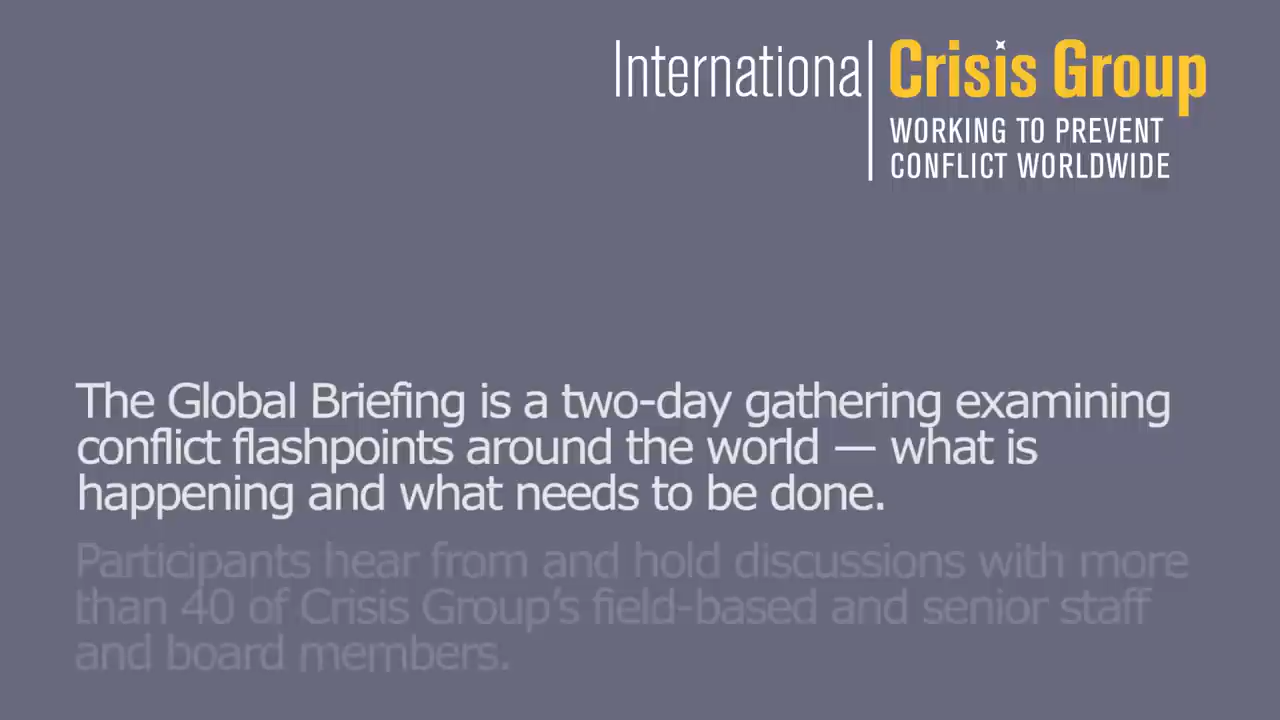 Internationa| Crisis Group
WORKING TO PREVENT
CONFLICT WORLDWIDE
The Global Briefing is a two-day gathering examining
conflict flashpoints around the world — what is
happening and what needs to be done.
Participants hear from and hold discussions with more
than 40 of Crisis Group’s field-based and senior staff
and board members.